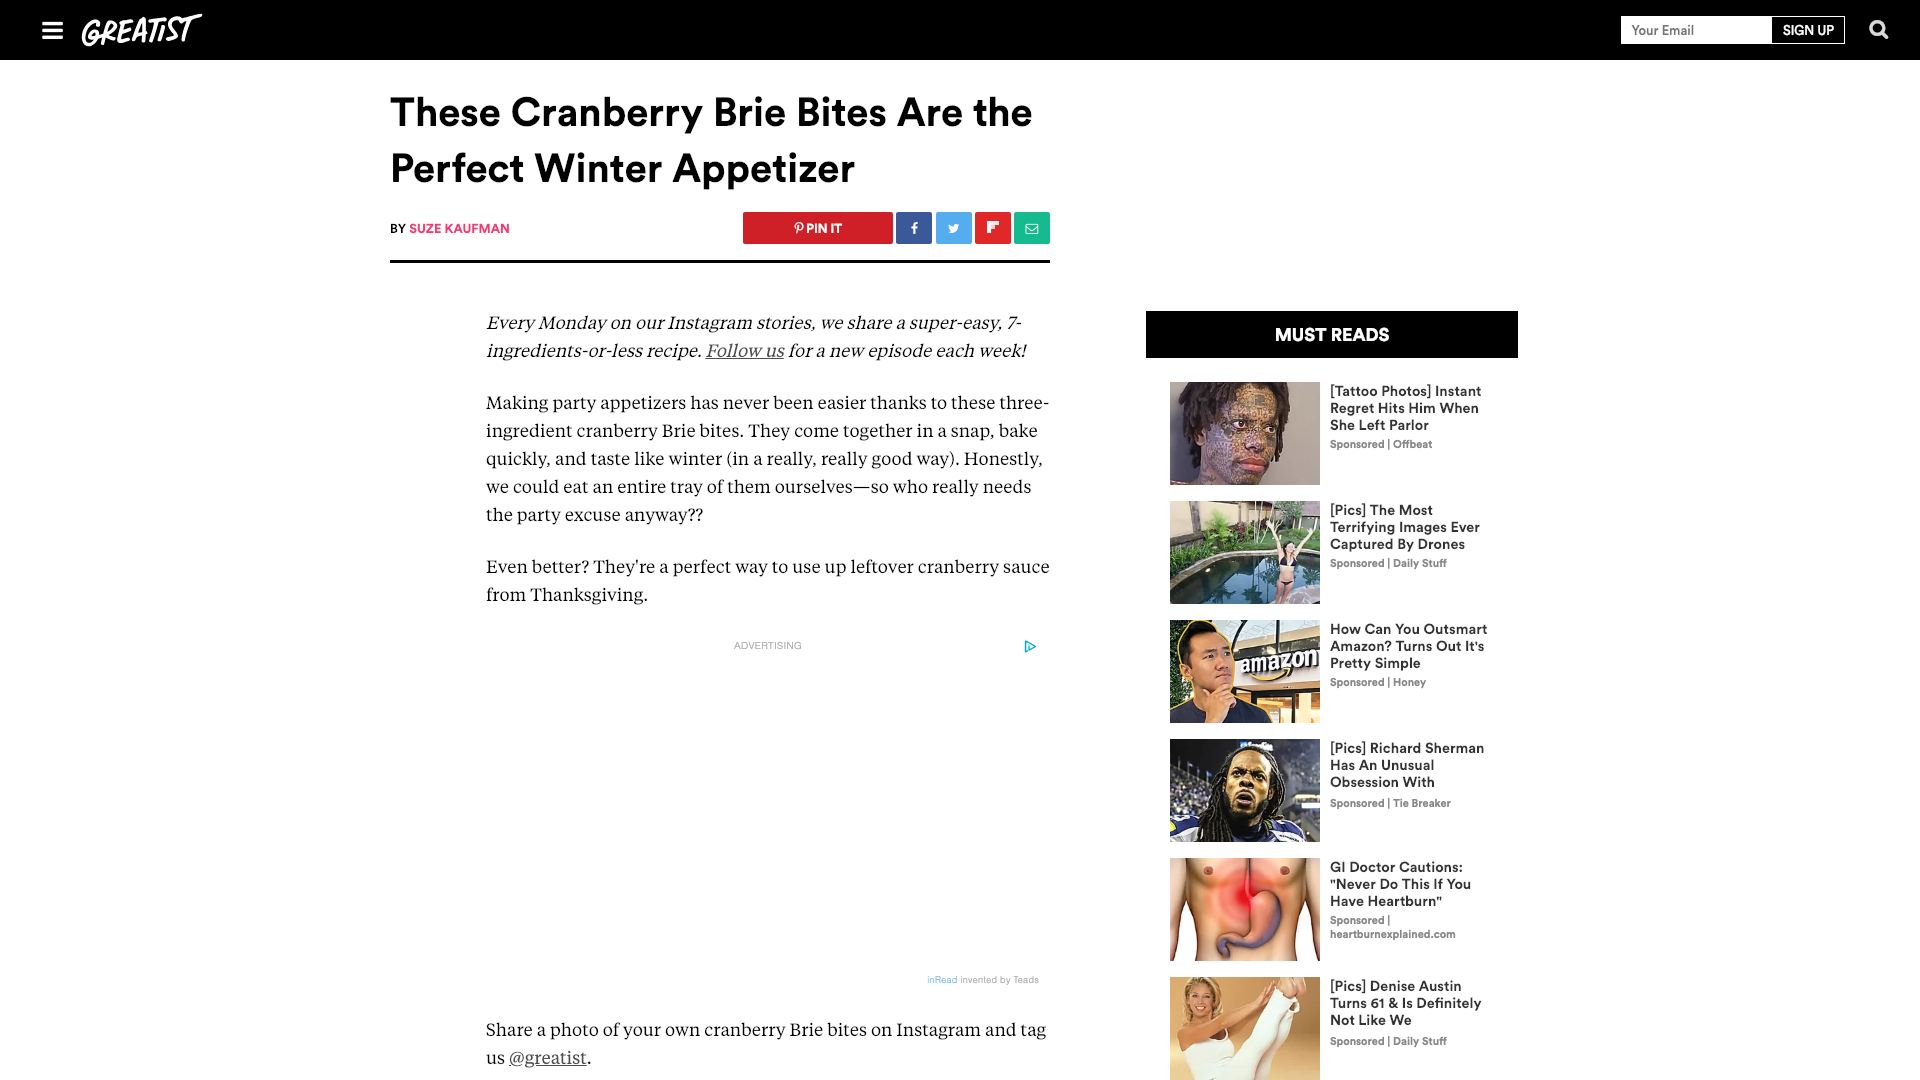 GREATIST
Your Email
SIGN UP
These Cranberry Brie Bites Are the
Perfect Winter Appetizer
BY SUZE KAUFMAN
PIN IT
Every Monday on our Instagram stories, we share a super-easy, 7-
ingredients-or-less recipe. Follow us for a new episode each week!
Making party appetizers has never been easier thanks to these three-
ingredient cranberry Brie bites. They come together in a snap, bake
quickly, and taste like winter (in a really, really good way). Honestly,
we could eat an entire tray of them ourselves—so who really needs
the party excuse anyway??
Even better? They're a perfect way to use up leftover cranberry sauce
from Thanksgiving.
ADVERTISING
inRead invented by Teads
Share a photo of your own cranberry Brie bites on Instagram and tag
us @greatist.
MUST READS
[Tattoo Photos] Instant
Regret Hits Him When
She Left Parlor
Sponsored | Offbeat
[Pics] The Most
Terrifying Images Ever
Captured By Drones
Sponsored | Daily Stuff
amazon
How Can You Outsmart
Amazon? Turns Out It's
Pretty Simple
Sponsored | Honey
[Pics] Richard Sherman
Has An Unusual
Obsession With
Sponsored | Tie Breaker
GI Doctor Cautions:
"Never Do This If You
Have Heartburn"
Sponsored |
heartburnexplained.com
[Pics] Denise Austin
Turns 61 & Is Definitely
Not Like We
Sponsored | Daily Stuff